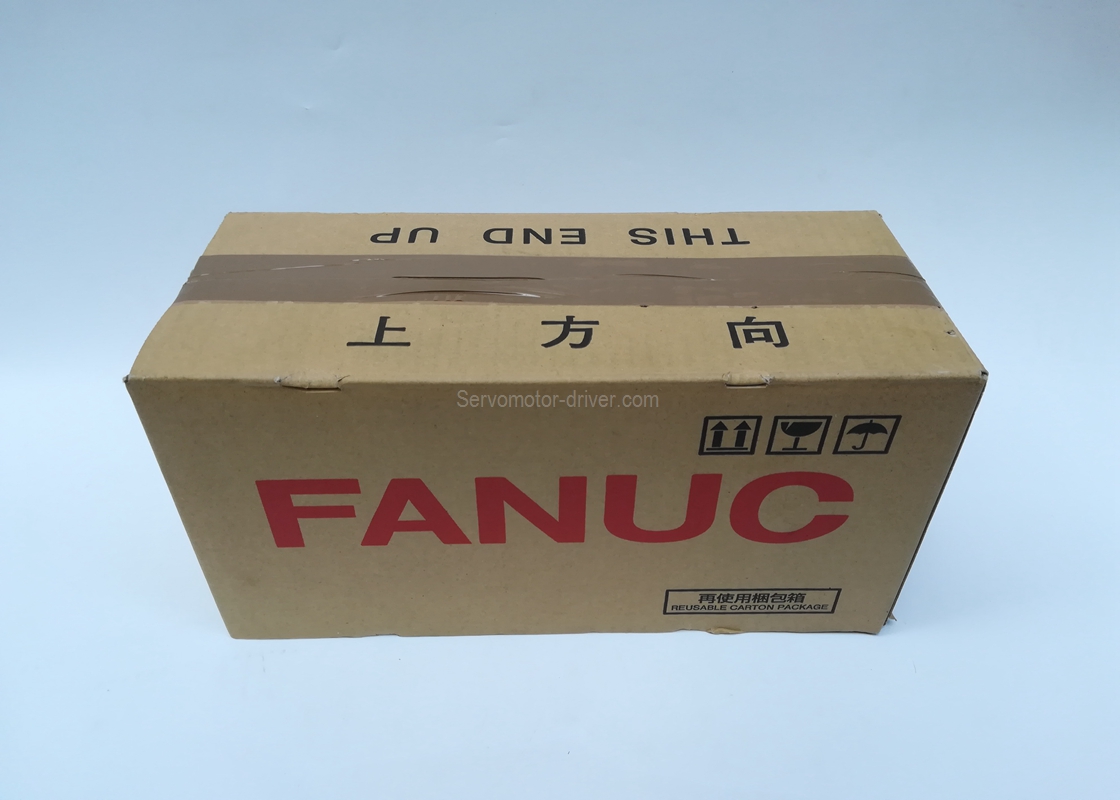 THIS END UP
上方向
Servomotor-driver.com
FANUC
再使用梱包箱
REUSABLE CARTON PACKAGE